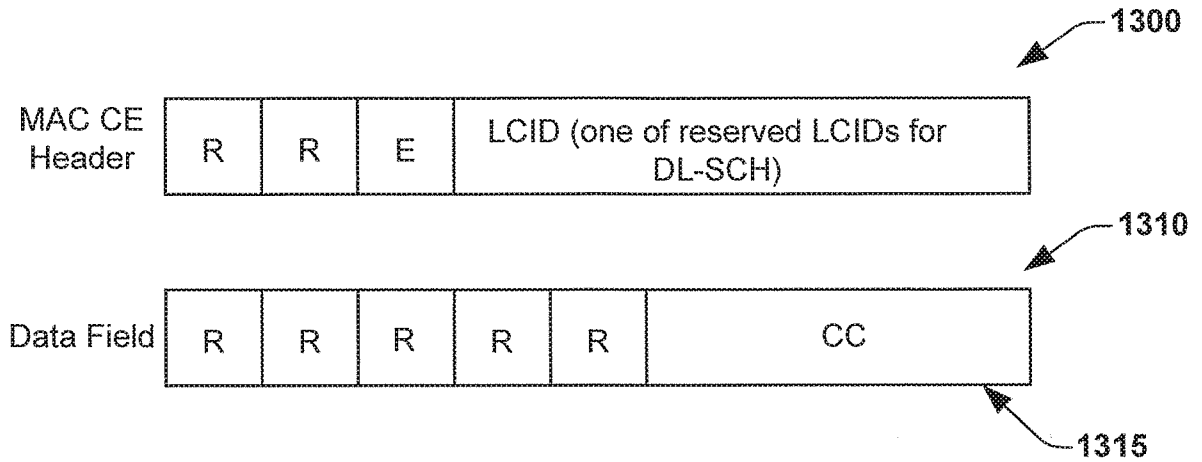 1300
MAC CE
Header
R R E LCID (one of reserved LCIDs for
DL-SCH)
1310
Data Field R R R R R CC
1315